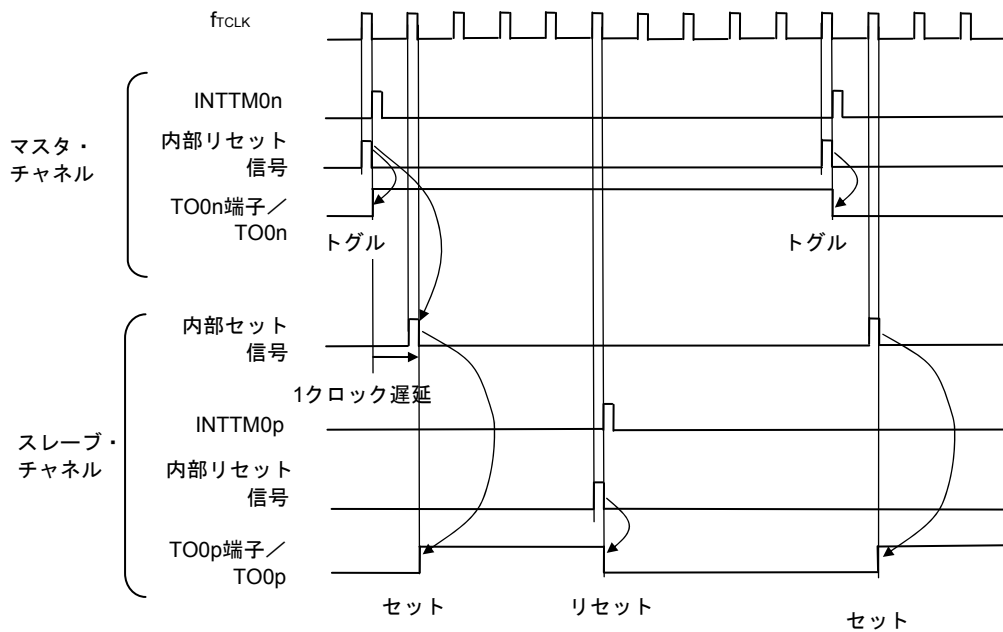 fTCLK
INTTM0n
内部リセット
信号
マスタ・
チャネル
TO0n端子／
TO0n
トグル
トグル
内部セット
信号
1クロック遅延
INTTM0p
スレーブ・
チャネル
内部リセット
信号
TO0p端子／
TO0p
セット
リセット
セット